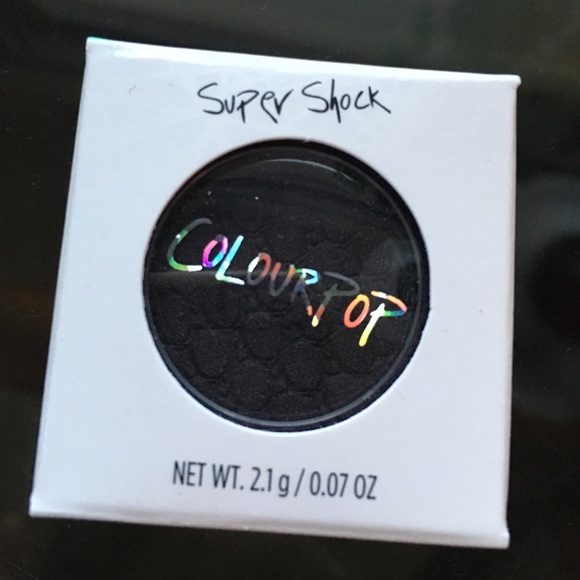 Super Shock
COLOURPOP
NET WT. 2.1 g / 0.07 OZ